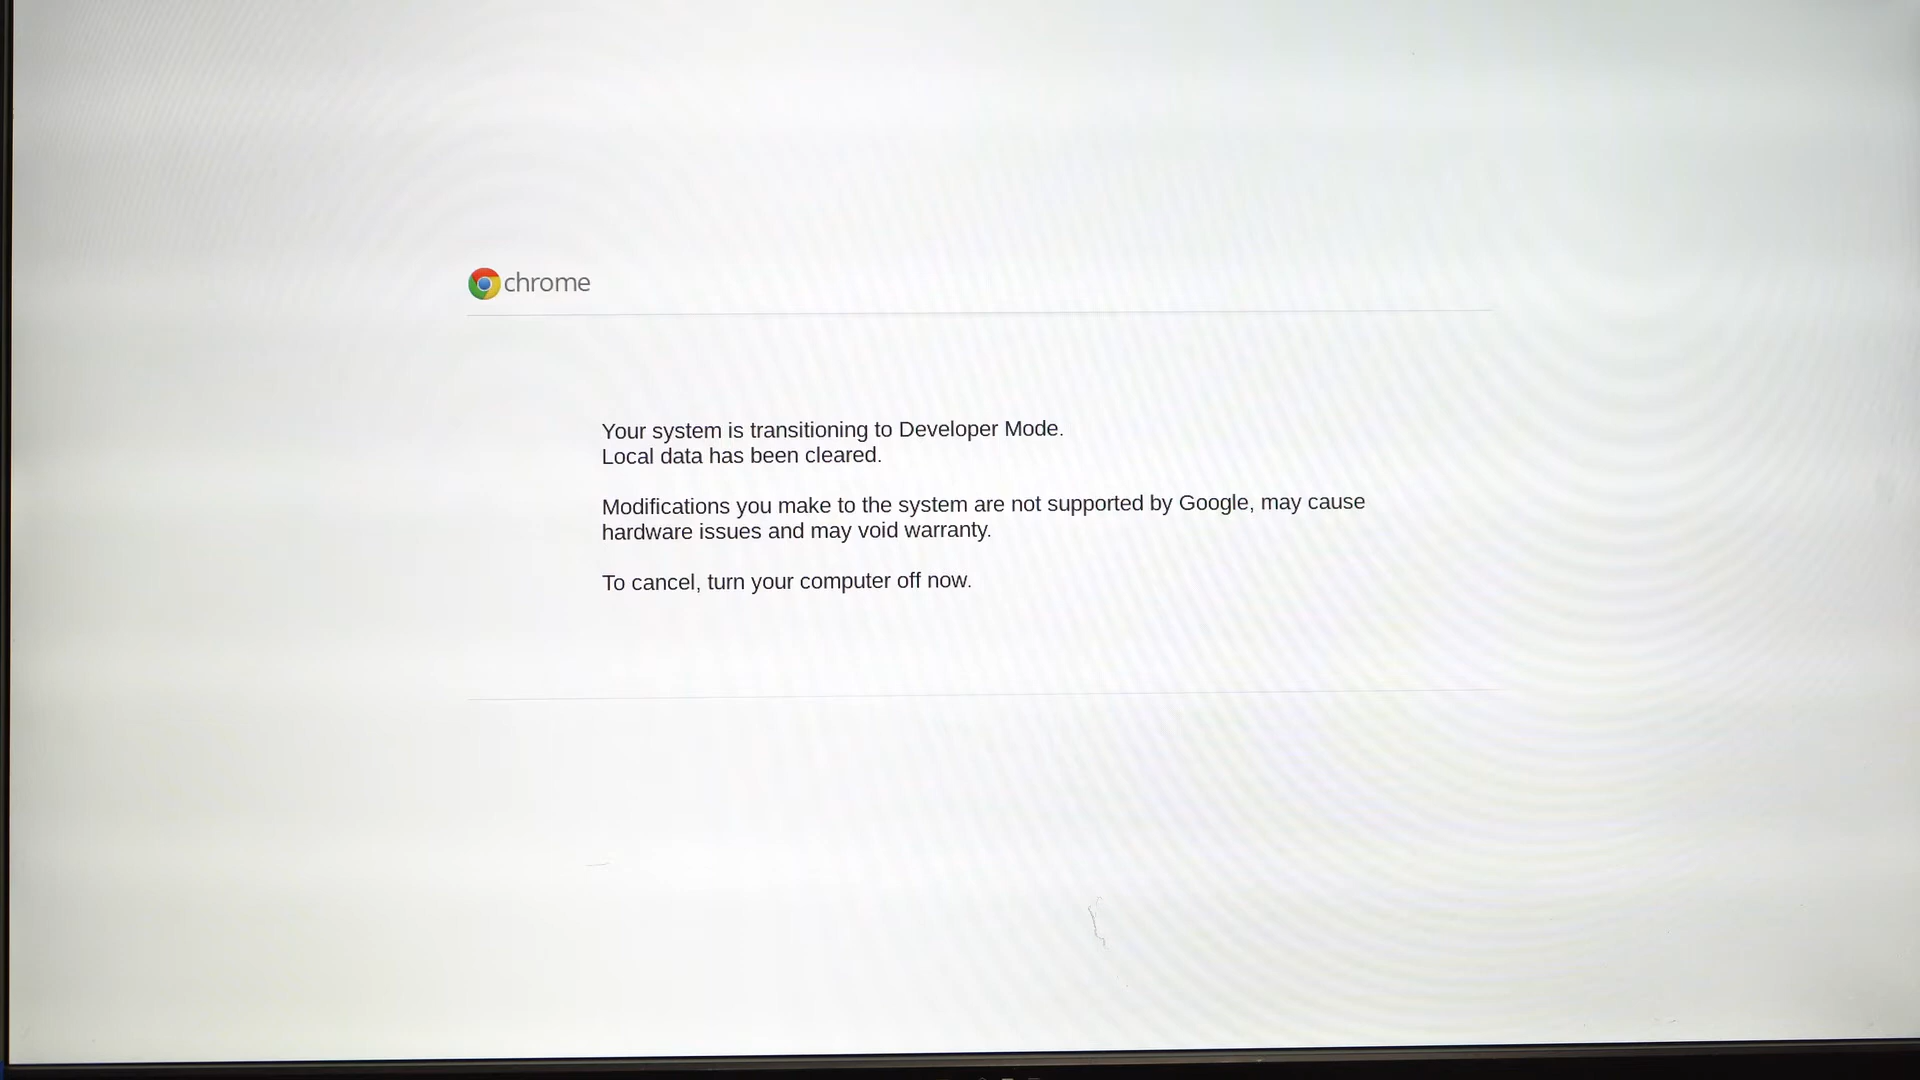 chrome
Your system is transitioning to Developer Mode.
Local data has been cleared.
Modifications you make to the system are not supported by Google, may cause
hardware issues and may void warranty.
To cancel, turn your computer off now.